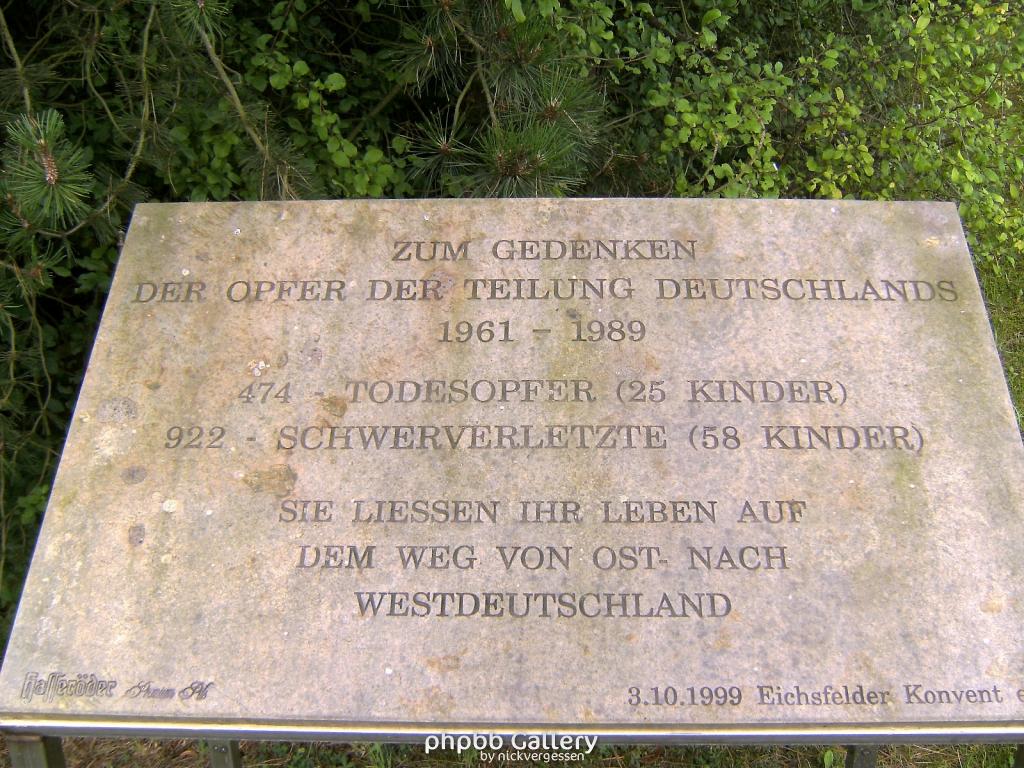 ZUM GEDENKEN
DER OPFER DER TEILUNG DEUTSCHLANDS
1961 – 1989
474 - TODESOPFER (25 KINDER)
922 - SCHWERVERLETZTE (58 KINDER)
SIE LIESSEN IHR LEBEN AUF
DEM WEG VON OST- NACH
WESTDEUTSCHLAND
Hasseröder
3.10.1999 Eichsfelder Konvent e
phpbb Gallery
by nickvergessen